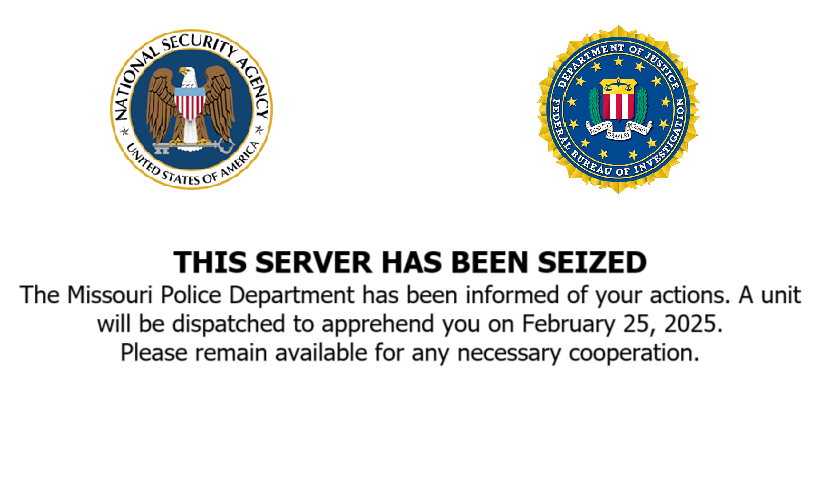 NATIONAL SECURITY AGENCY
UNITED STATES OF AMERICA
DEPARTMENT OF JUSTICE
FEDERAL BUREAU OF INVESTIGATION
THIS SERVER HAS BEEN SEIZED
The Missouri Police Department has been informed of your actions. A unit
will be dispatched to apprehend you on February 25, 2025.
Please remain available for any necessary cooperation.